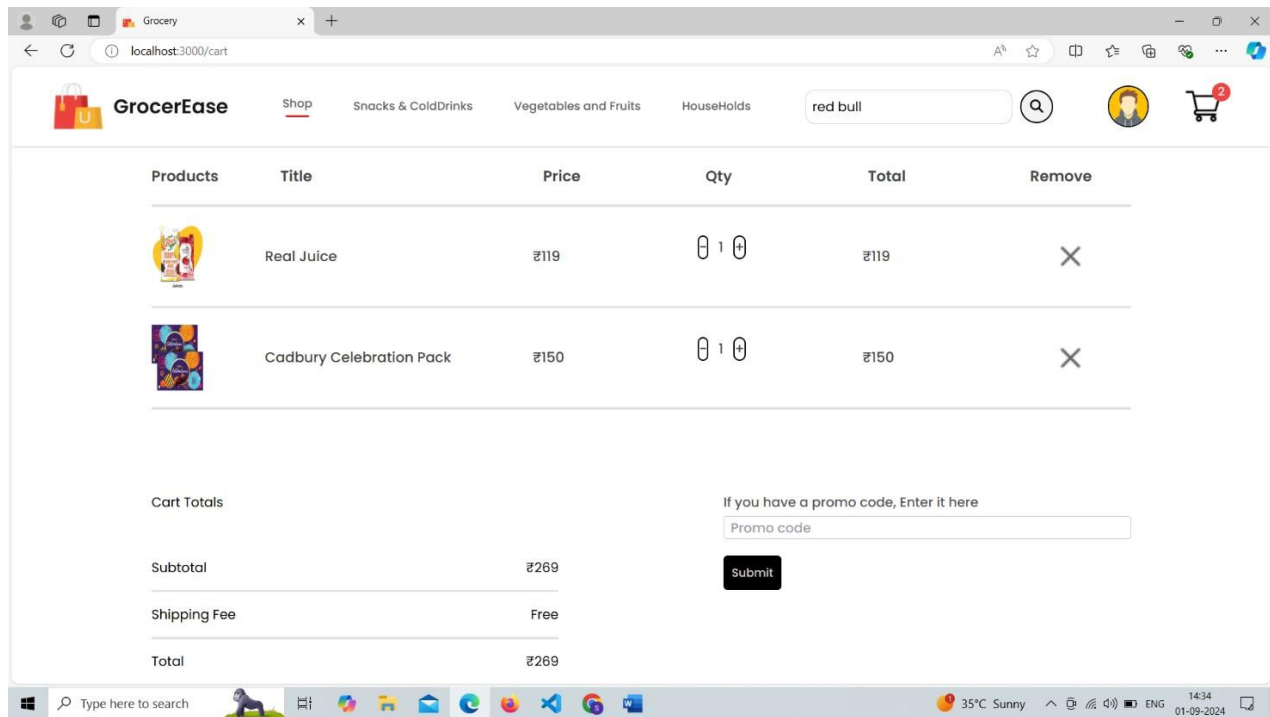 Grocery
localhost:3000/cart
GrocerEase
Shop
Snacks & ColdDrinks
Vegetables and Fruits
HouseHolds
red bull
2
Products Title Price Qty Total Remove
Real Juice ₹119 - 1 + ₹119
Cadbury Celebration Pack ₹150 - 1 + ₹150
Cart Totals
Subtotal ₹269
Shipping Fee Free
Total ₹269
If you have a promo code, Enter it here
Promo code
Submit
Type here to search
35°C Sunny
ENG
14:34
01-09-2024